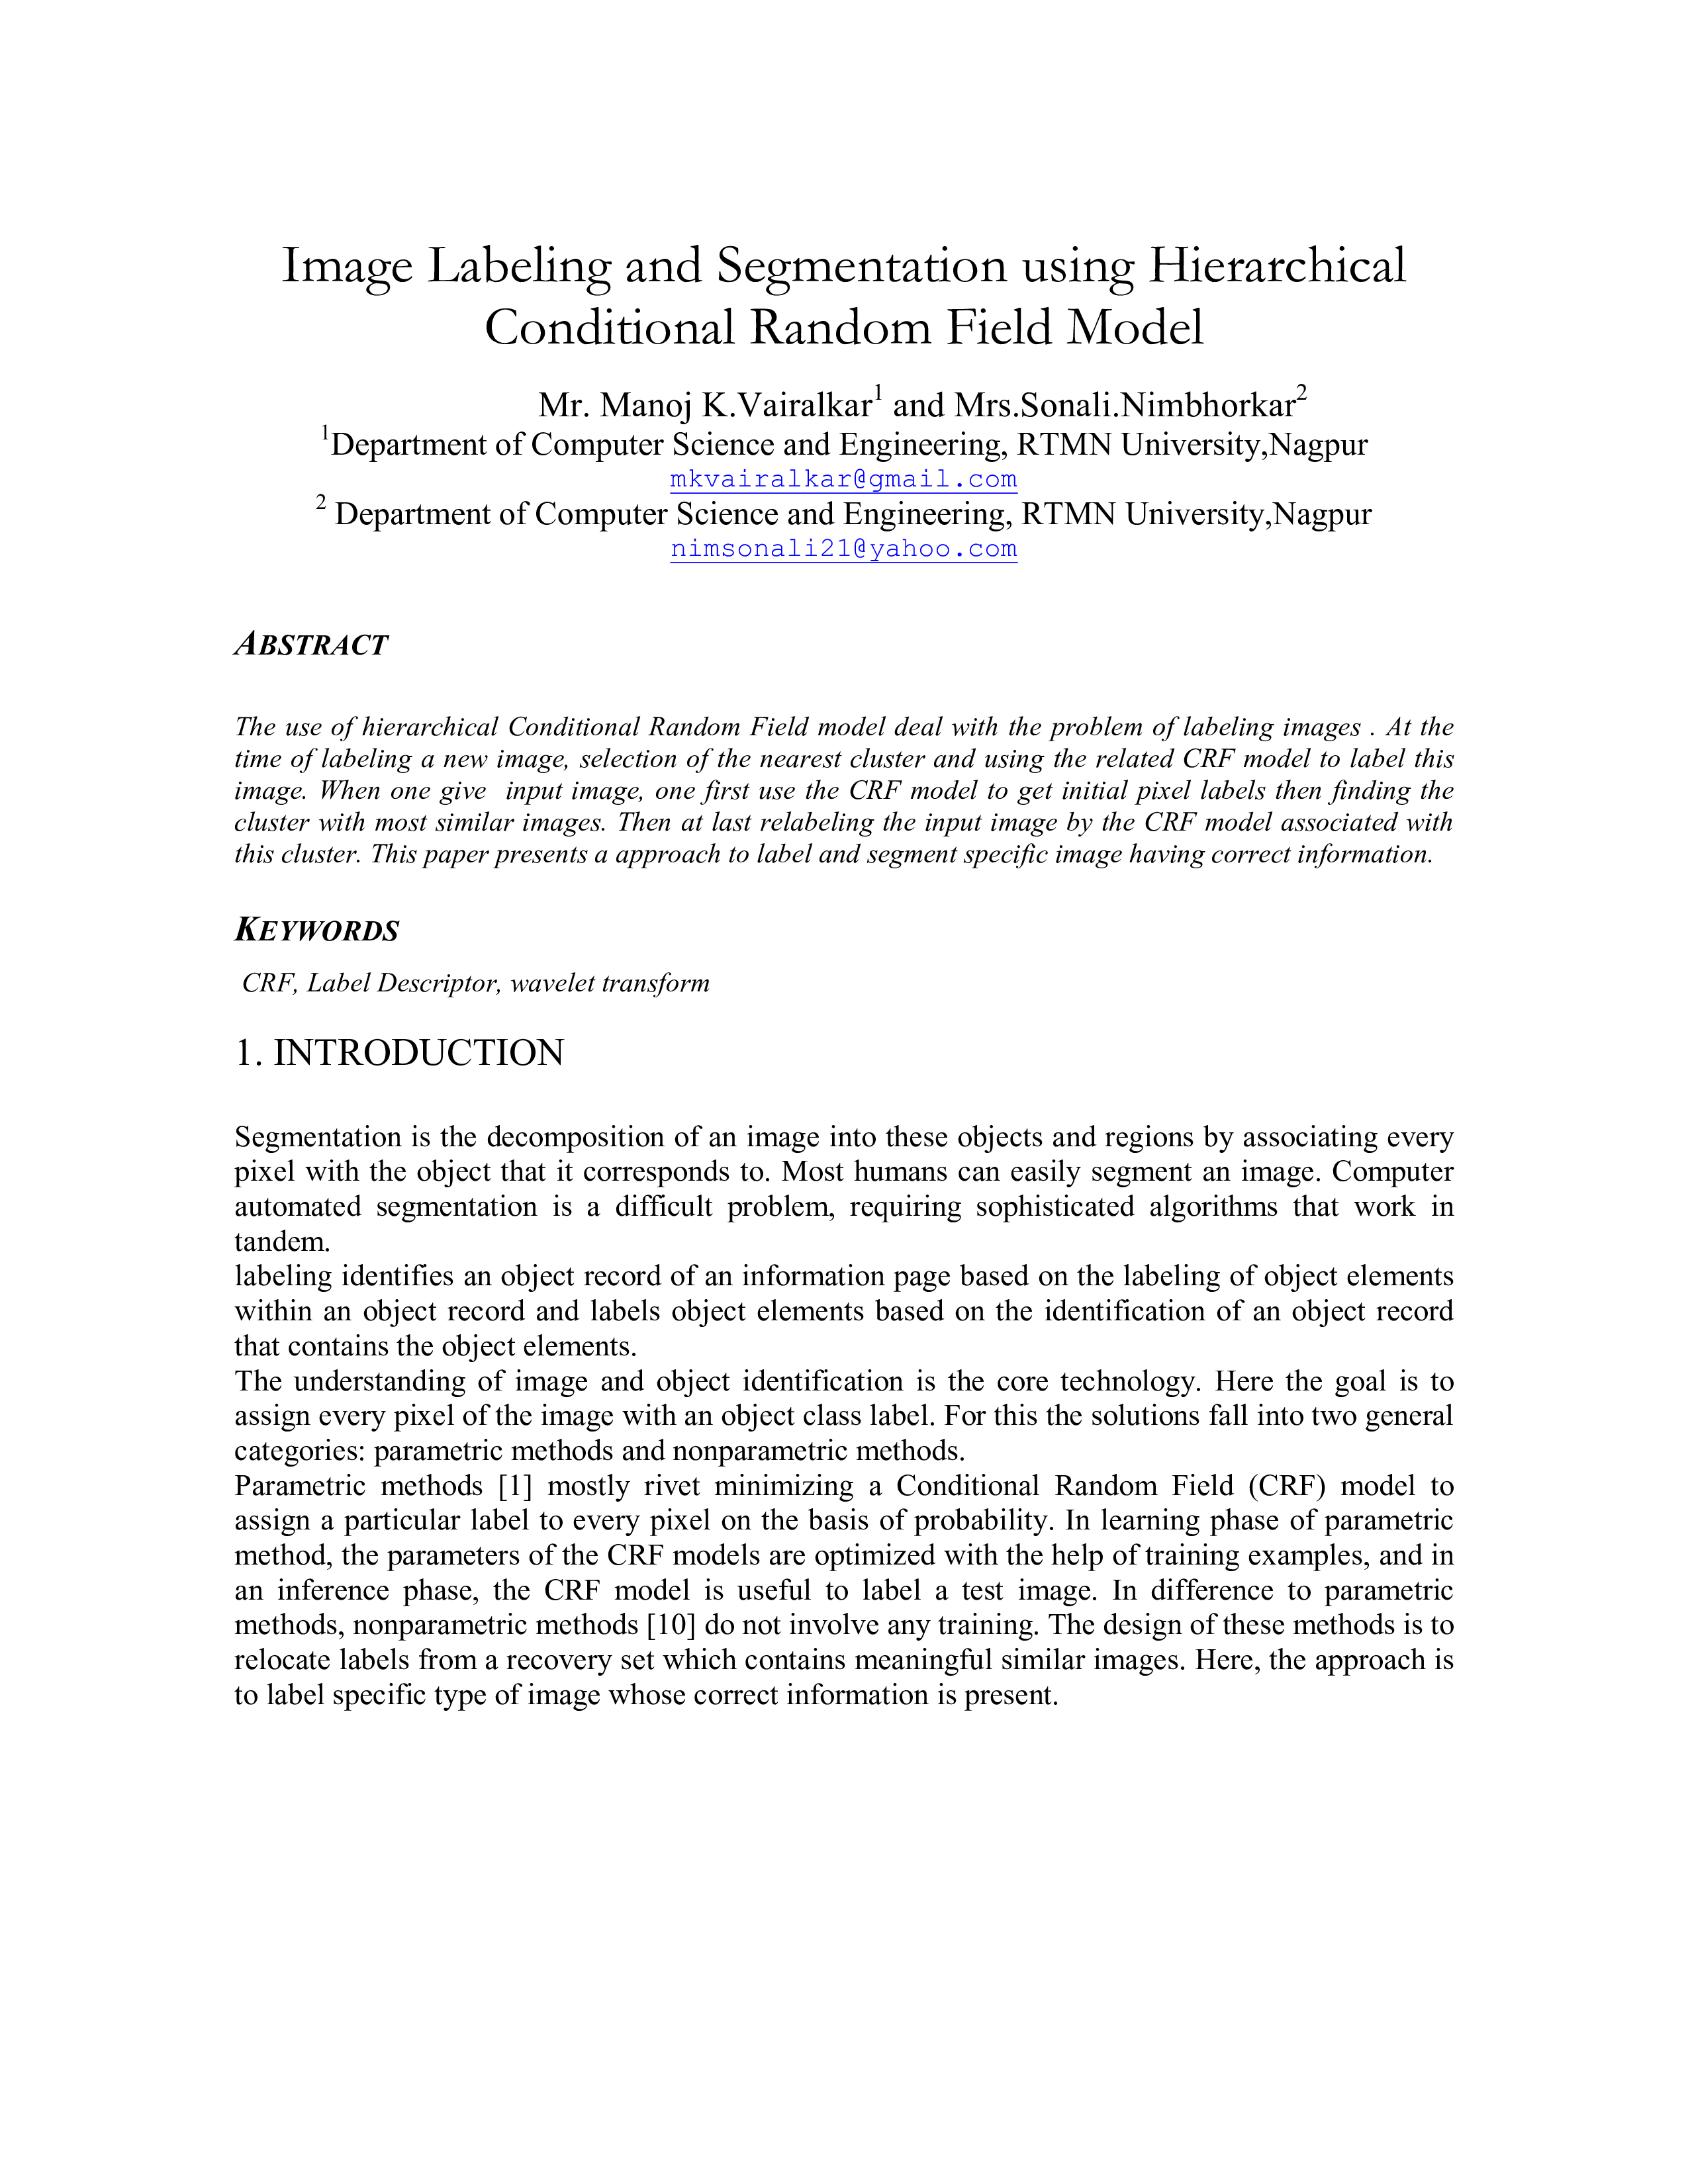 Image Labeling and Segmentation using Hierarchical
Conditional Random Field Model
Mr. Manoj K.Vairalkar1 and Mrs.Sonali.Nimbhorkar2
1Department of Computer Science and Engineering, RTMN University,Nagpur
mkvairalkar@gmail.com
2 Department of Computer Science and Engineering, RTMN University,Nagpur
nimsonali21@yahoo.com
ABSTRACT
The use of hierarchical Conditional Random Field model deal with the problem of labeling images . At the
time of labeling a new image, selection of the nearest cluster and using the related CRF model to label this
image. When one give  input image, one first use the CRF model to get initial pixel labels then finding the
cluster with most similar images. Then at last relabeling the input image by the CRF model associated with
this cluster. This paper presents a approach to label and segment specific image having correct information.
KEYWORDS
CRF, Label Descriptor, wavelet transform
1. INTRODUCTION
Segmentation is the decomposition of an image into these objects and regions by associating every
pixel with the object that it corresponds to. Most humans can easily segment an image. Computer
automated segmentation is a difficult problem, requiring sophisticated algorithms that work in
tandem.
labeling identifies an object record of an information page based on the labeling of object elements
within an object record and labels object elements based on the identification of an object record
that contains the object elements.
The understanding of image and object identification is the core technology. Here the goal is to
assign every pixel of the image with an object class label. For this the solutions fall into two general
categories: parametric methods and nonparametric methods.
Parametric methods [1] mostly rivet minimizing a Conditional Random Field (CRF) model to
assign a particular label to every pixel on the basis of probability. In learning phase of parametric
method, the parameters of the CRF models are optimized with the help of training examples, and in
an inference phase, the CRF model is useful to label a test image. In difference to parametric
methods, nonparametric methods [10] do not involve any training. The design of these methods is to
relocate labels from a recovery set which contains meaningful similar images. Here, the approach is
to label specific type of image whose correct information is present.